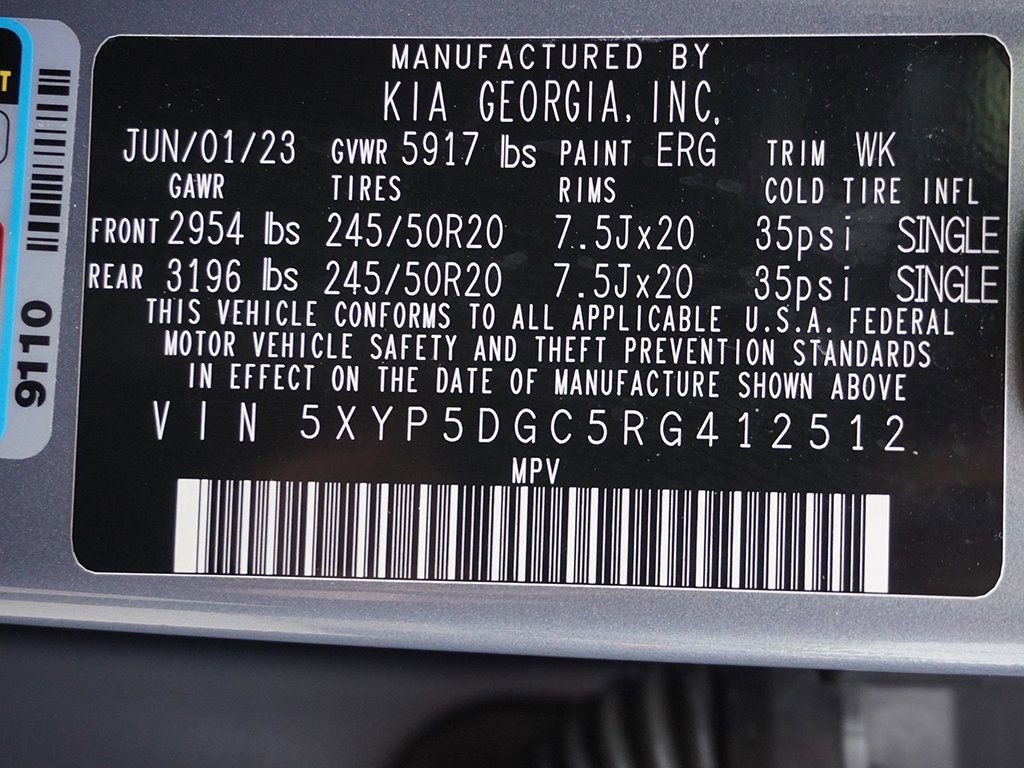 MANUFACTURED BY
KIA GEORGIA, INC.
JUN/01/23 GVWR 5917 lbs PAINT ERG TRIM WK
GAWR TIRES RIMS COLD TIRE INFL
FRONT 2954 lbs 245/50R20 7.5Jx20 35psi SINGLE
REAR 3196 lbs 245/50R20 7.5Jx20 35psi SINGLE
THIS VEHICLE CONFORMS TO ALL APPLICABLE U.S.A. FEDERAL
MOTOR VEHICLE SAFETY AND THEFT PREVENTION STANDARDS
IN EFFECT ON THE DATE OF MANUFACTURE SHOWN ABOVE
VIN 5XYP5DGC5RG412512
MPV
9110
T